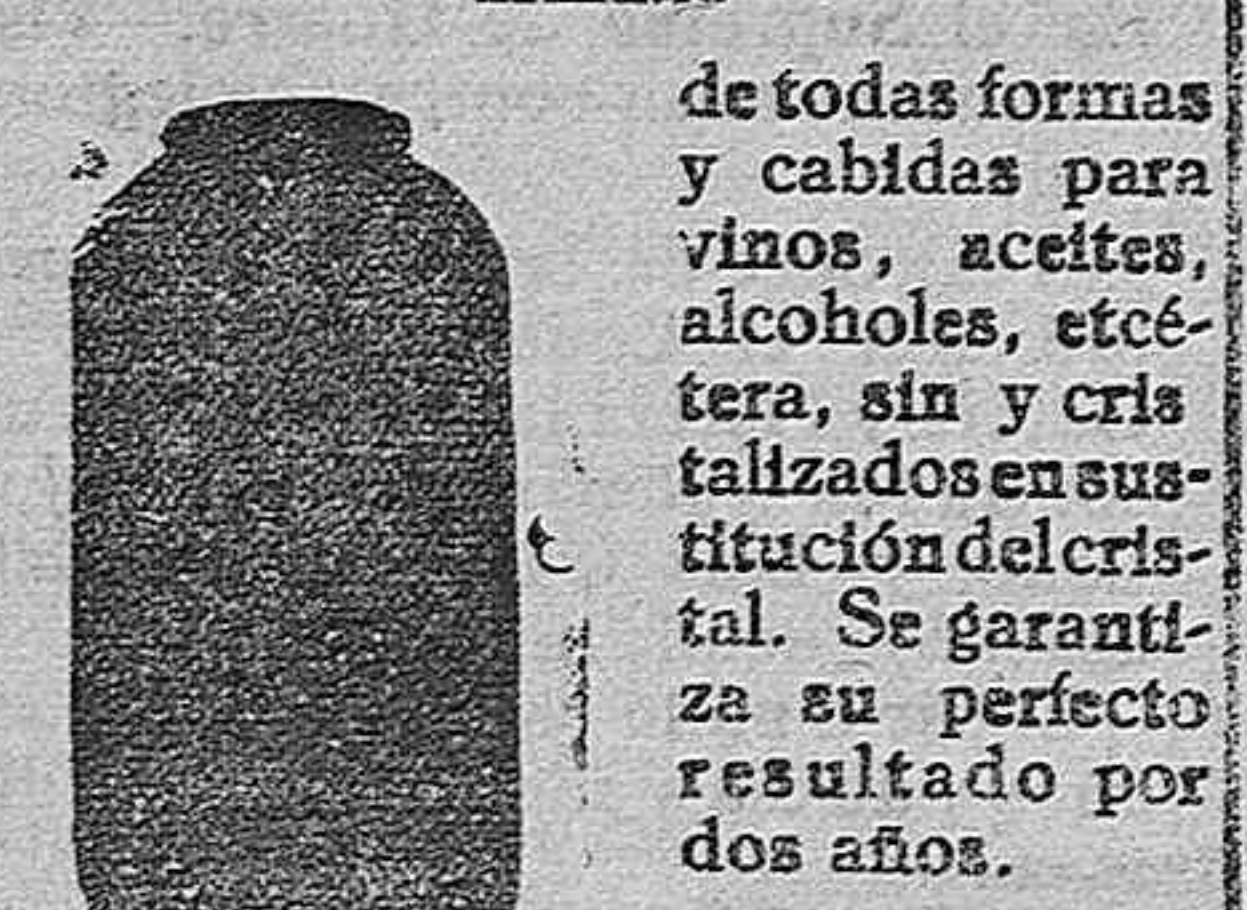 de todas formas
y cabidas para
vinos, aceites,
alcoholes, etcé-
tera, sin y cris
talizados en sus-
titución del cris-
tal. Se garanti-
za su perfecto
resultado por
dos años.